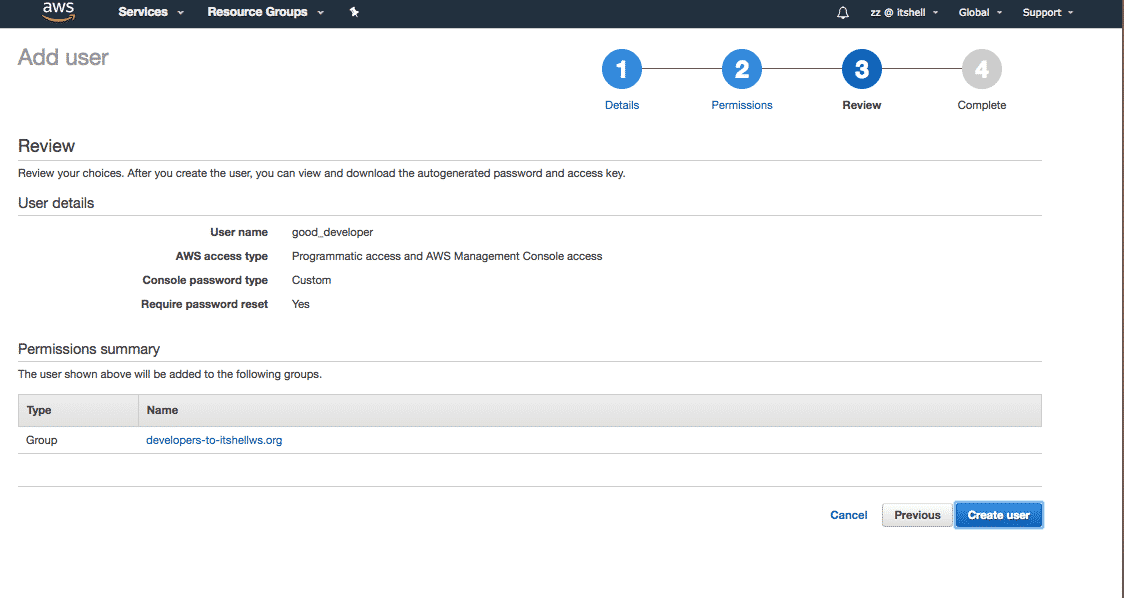 aws Services Resource Groups zz @ itshell Global Support
Add user
1 2 3 4
Details Permissions Review Complete
Review
Review your choices. After you create the user, you can view and download the autogenerated password and access key.
User details
User name good_developer
AWS access type Programmatic access and AWS Management Console access
Console password type Custom
Require password reset Yes
Permissions summary
The user shown above will be added to the following groups.
Type Name
Group developers-to-itshellws.org
Cancel Previous Create user